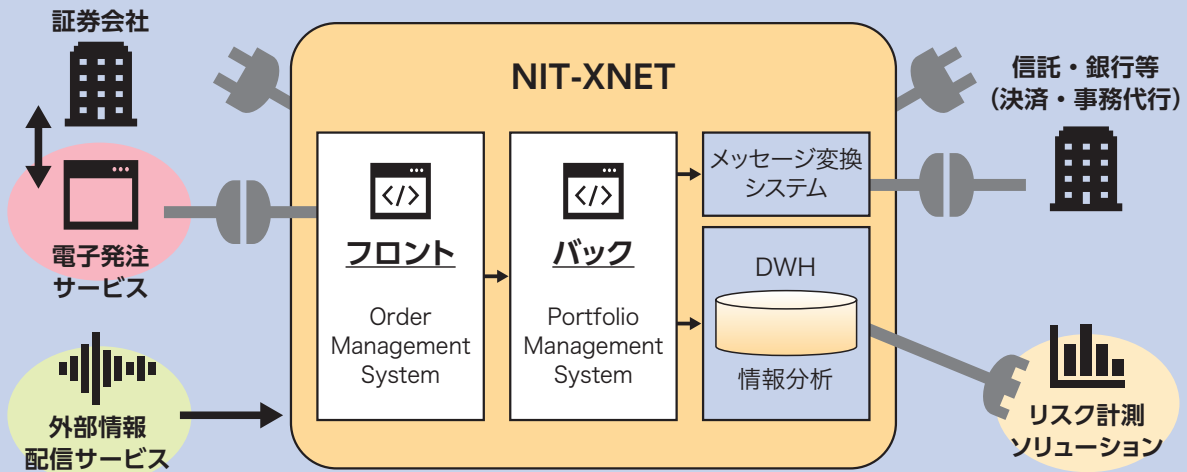 証券会社
電子発注
サービス
外部情報
配信サービス
NIT-XNET
</>
フロント
Order
Management
System
</>
バック
Portfolio
Management
System
メッセージ変換
システム
DWH
情報分析
信託・銀行等
（決済・事務代行）
リスク計測
ソリューション